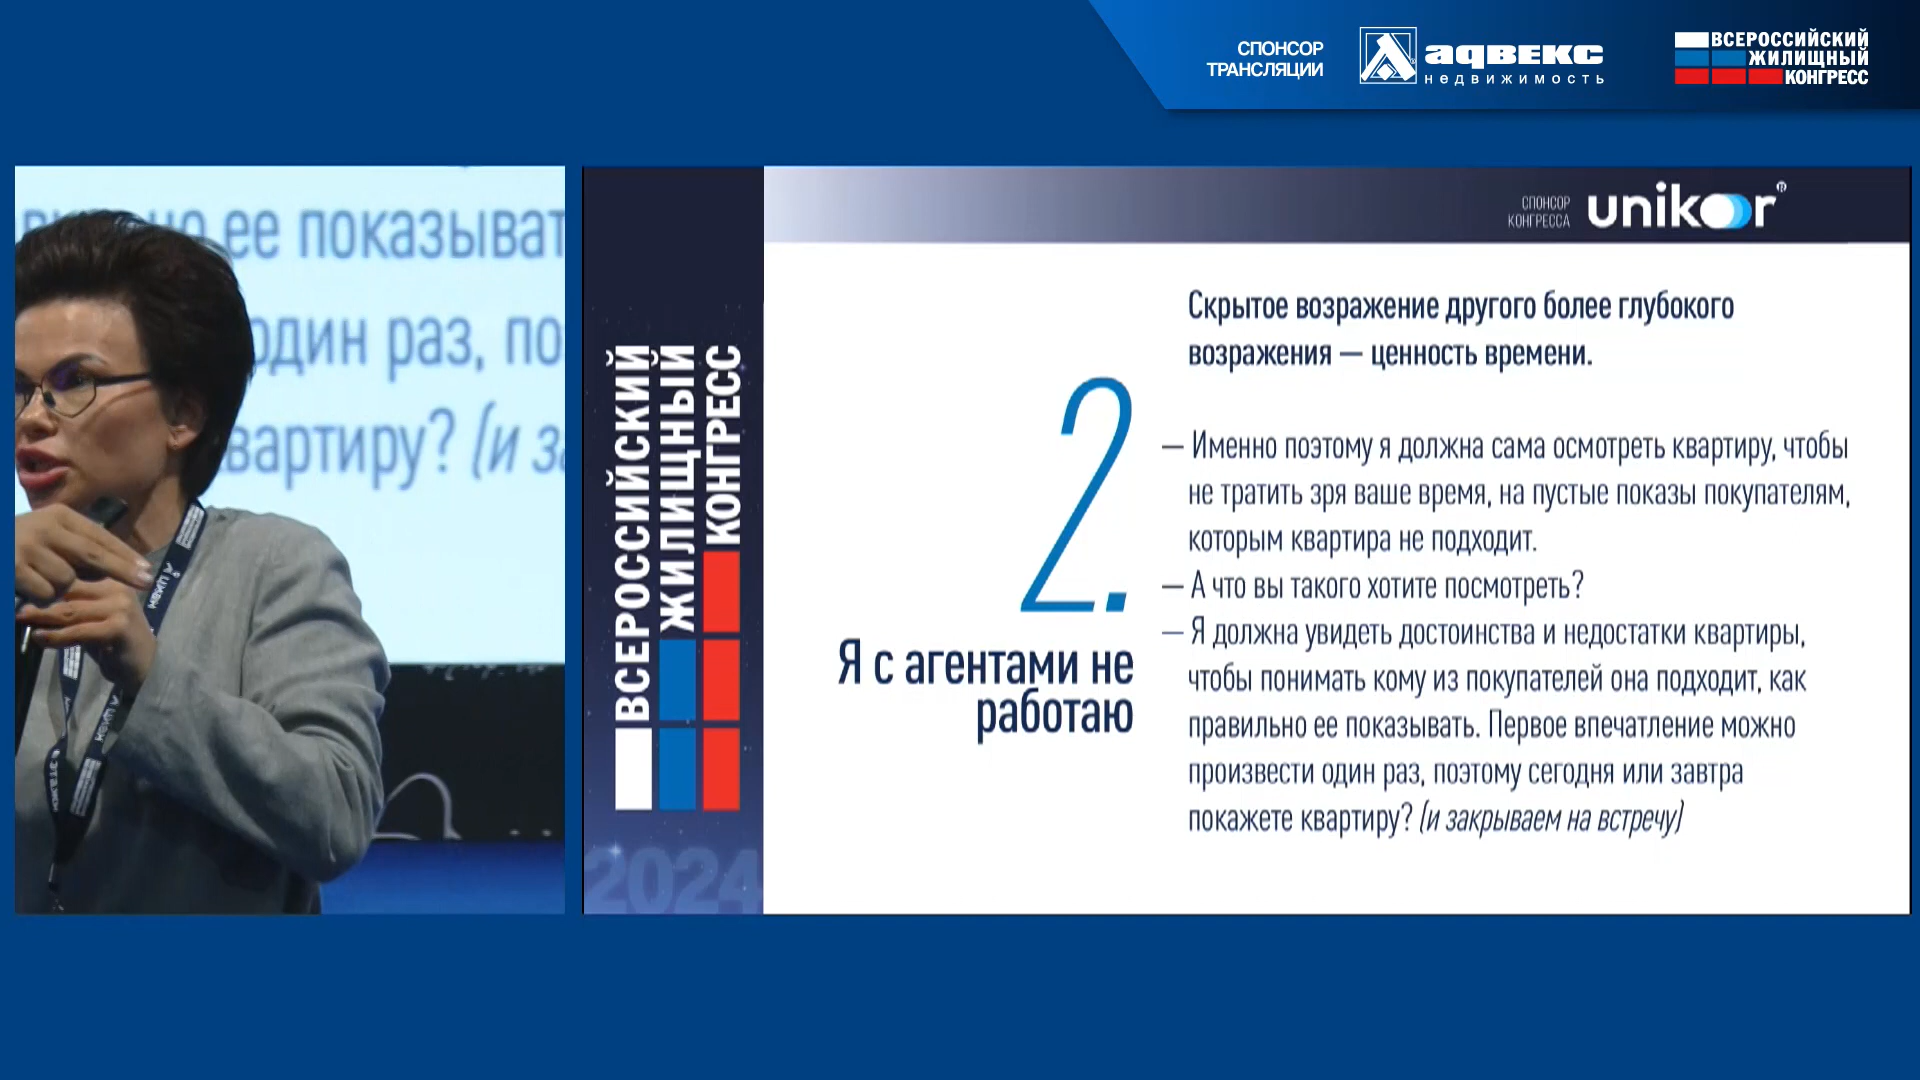 СПОНСОР
ТРАНСЛЯЦИИ
адвекс
недвижимость
ВСЕРОССИЙСКИЙ
ЖИЛИЩНЫЙ
КОНГРЕСС
ее показыват
один раз, по
вартиру? (и за
ВСЕРОССИЙСКИЙ
ЖИЛИЩНЫЙ
КОНГРЕСС
2024
СПОНСОР
КОНГРЕССА
unikor®
2.
Я с агентами не
работаю
Скрытое возражение другого более глубокого
возражения — ценность времени.
— Именно поэтому я должна сама осмотреть квартиру, чтобы
не тратить зря ваше время, на пустые показы покупателям,
которым квартира не подходит.
— А что вы такого хотите посмотреть?
— Я должна увидеть достоинства и недостатки квартиры,
чтобы понимать кому из покупателей она подходит, как
правильно ее показывать. Первое впечатление можно
произвести один раз, поэтому сегодня или завтра
покажете квартиру? (и закрываем на встречу)